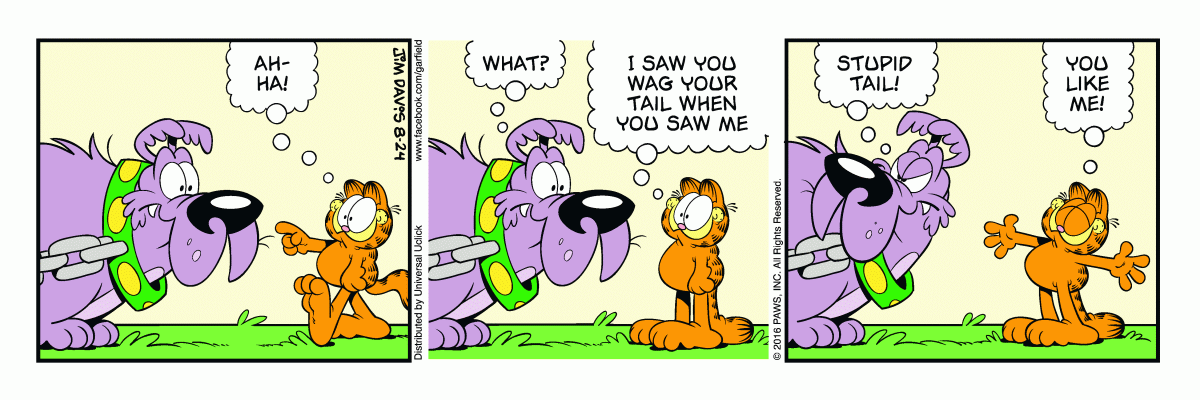 AH-
HA!
JIM DAVIS 8-24
www.facebook.com/garfield
Distributed by Universal Uclick
WHAT?
I SAW YOU
WAG YOUR
TAIL WHEN
YOU SAW ME
© 2016 PAWS, INC. All Rights Reserved.
STUPID
TAIL!
YOU
LIKE
ME!